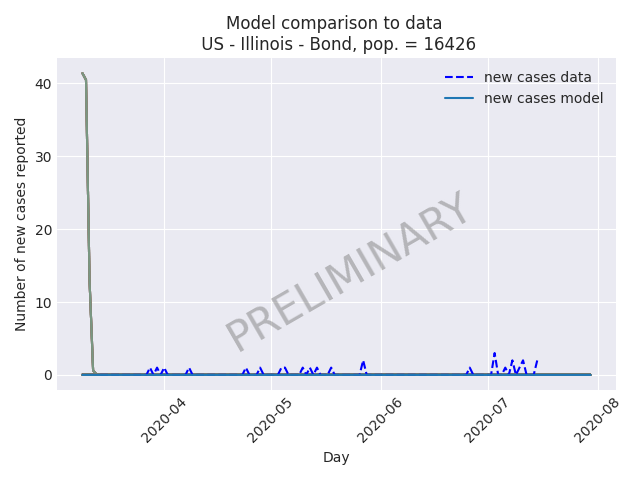 Model comparison to data
US - Illinois - Bond, pop. = 16426
new cases data
new cases model
Number of new cases reported
40
30
20
10
0
PRELIMINARY
2020-04
2020-05
2020-06
2020-07
2020-08
Day